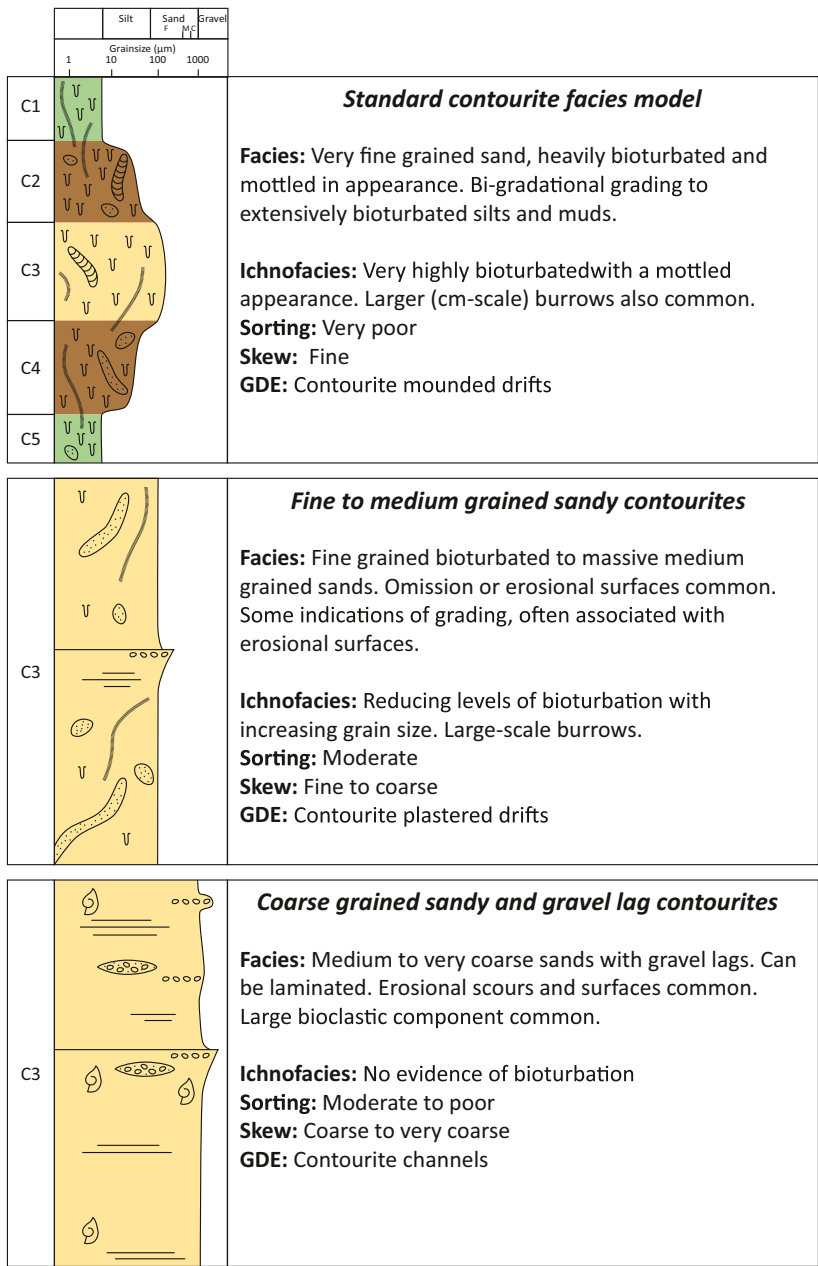 Silt Sand Gravel
F M C
Grainsize (µm)
1 10 100 1000
C1
C2
C3
C4
C5
Standard contourite facies model
Facies: Very fine grained sand, heavily bioturbated and
mottled in appearance. Bi-gradational grading to
extensively bioturbated silts and muds.
Ichnofacies: Very highly bioturbatedwith a mottled
appearance. Larger (cm-scale) burrows also common.
Sorting: Very poor
Skew: Fine
GDE: Contourite mounded drifts
C3
Fine to medium grained sandy contourites
Facies: Fine grained bioturbated to massive medium
grained sands. Omission or erosional surfaces common.
Some indications of grading, often associated with
erosional surfaces.
Ichnofacies: Reducing levels of bioturbation with
increasing grain size. Large-scale burrows.
Sorting: Moderate
Skew: Fine to coarse
GDE: Contourite plastered drifts
C3
Coarse grained sandy and gravel lag contourites
Facies: Medium to very coarse sands with gravel lags. Can
be laminated. Erosional scours and surfaces common.
Large bioclastic component common.
Ichnofacies: No evidence of bioturbation
Sorting: Moderate to poor
Skew: Coarse to very coarse
GDE: Contourite channels